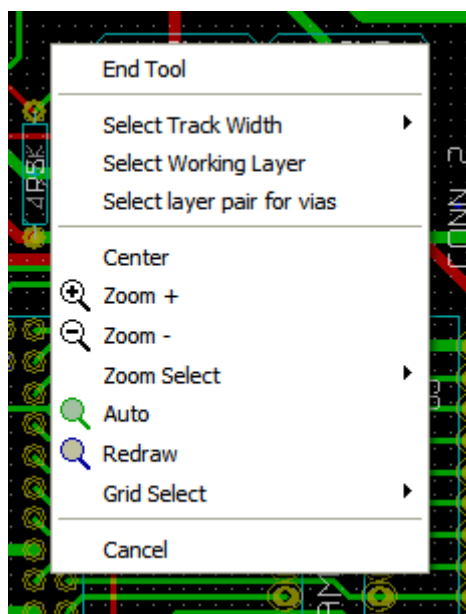 End Tool
Select Track Width
Select Working Layer
Select layer pair for vias
Center
Zoom +
Zoom -
Zoom Select
Auto
Redraw
Grid Select
Cancel
CONN_2